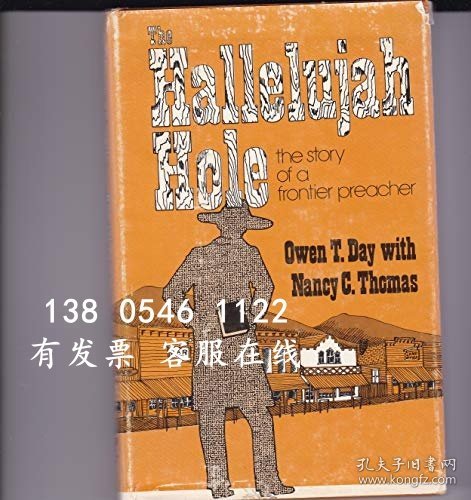 The
Hallelujah
Hole
the story
of a
frontier preacher
Owen T. Day with
Nancy C. Thomas
138 0546 1122
有发票 客服在线
孔夫子旧书网
www.kongfz.com